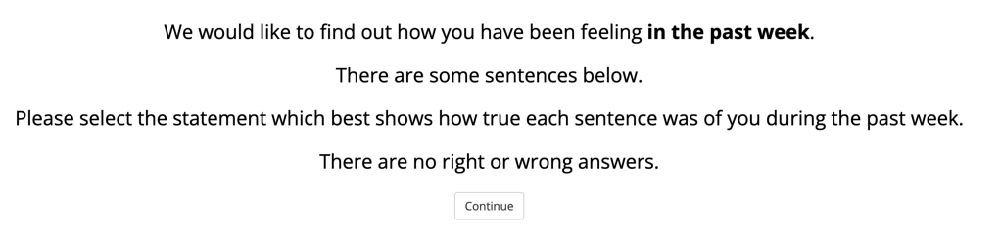 We would like to find out how you have been feeling in the past week.
There are some sentences below.
Please select the statement which best shows how true each sentence was of you during the past week.
There are no right or wrong answers.
Continue